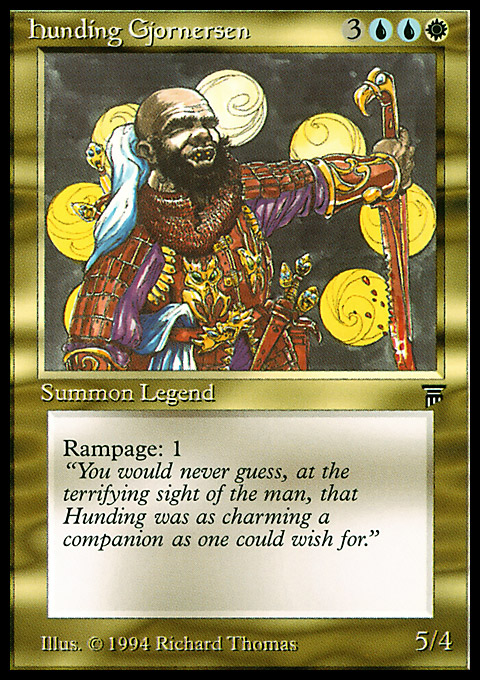 Hunding Gjornersen 3
Summon Legend
Rampage: 1
“You would never guess, at the
terrifying sight of the man, that
Hunding was as charming a
companion as one could wish for.”
Illus. © 1994 Richard Thomas 5/4